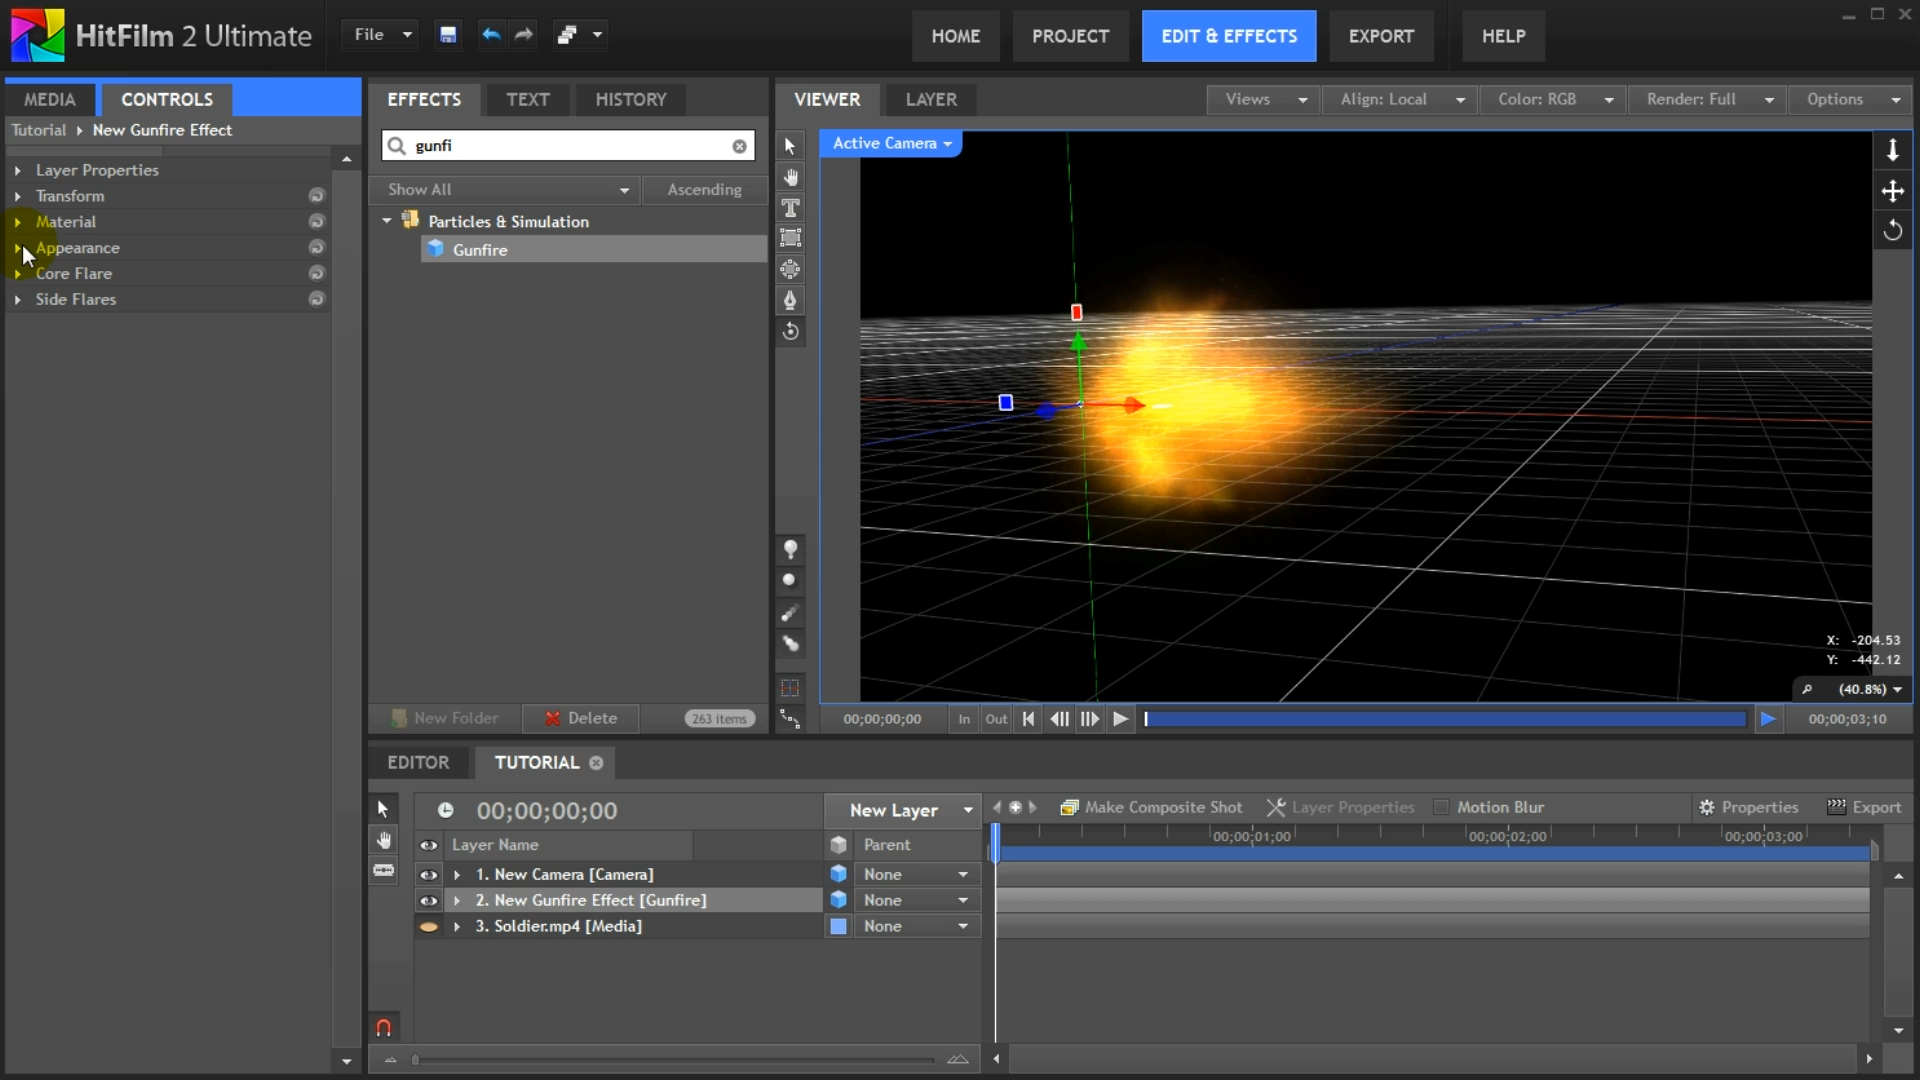 HitFilm 2 Ultimate
File
HOME
PROJECT
EDIT & EFFECTS
EXPORT
HELP
MEDIA
CONTROLS
Tutorial
New Gunfire Effect
Layer Properties
Transform
Material
Appearance
Core Flare
Side Flares
EFFECTS
TEXT
HISTORY
gunfi
Show All
Ascending
Particles & Simulation
Gunfire
New Folder
Delete
263 items
VIEWER
LAYER
Views
Align: Local
Color: RGB
Render: Full
Options
Active Camera
X: -204.53
Y: -442.12
(40.8%)
00;00;00;00
In
Out
00;00;03;10
EDITOR
TUTORIAL
00;00;00;00
New Layer
Make Composite Shot
Layer Properties
Motion Blur
Properties
Export
Layer Name
Parent
00;00;01;00
00;00;02;00
00;00;03;00
1. New Camera [Camera]
None
2. New Gunfire Effect [Gunfire]
None
3. Soldier.mp4 [Media]
None